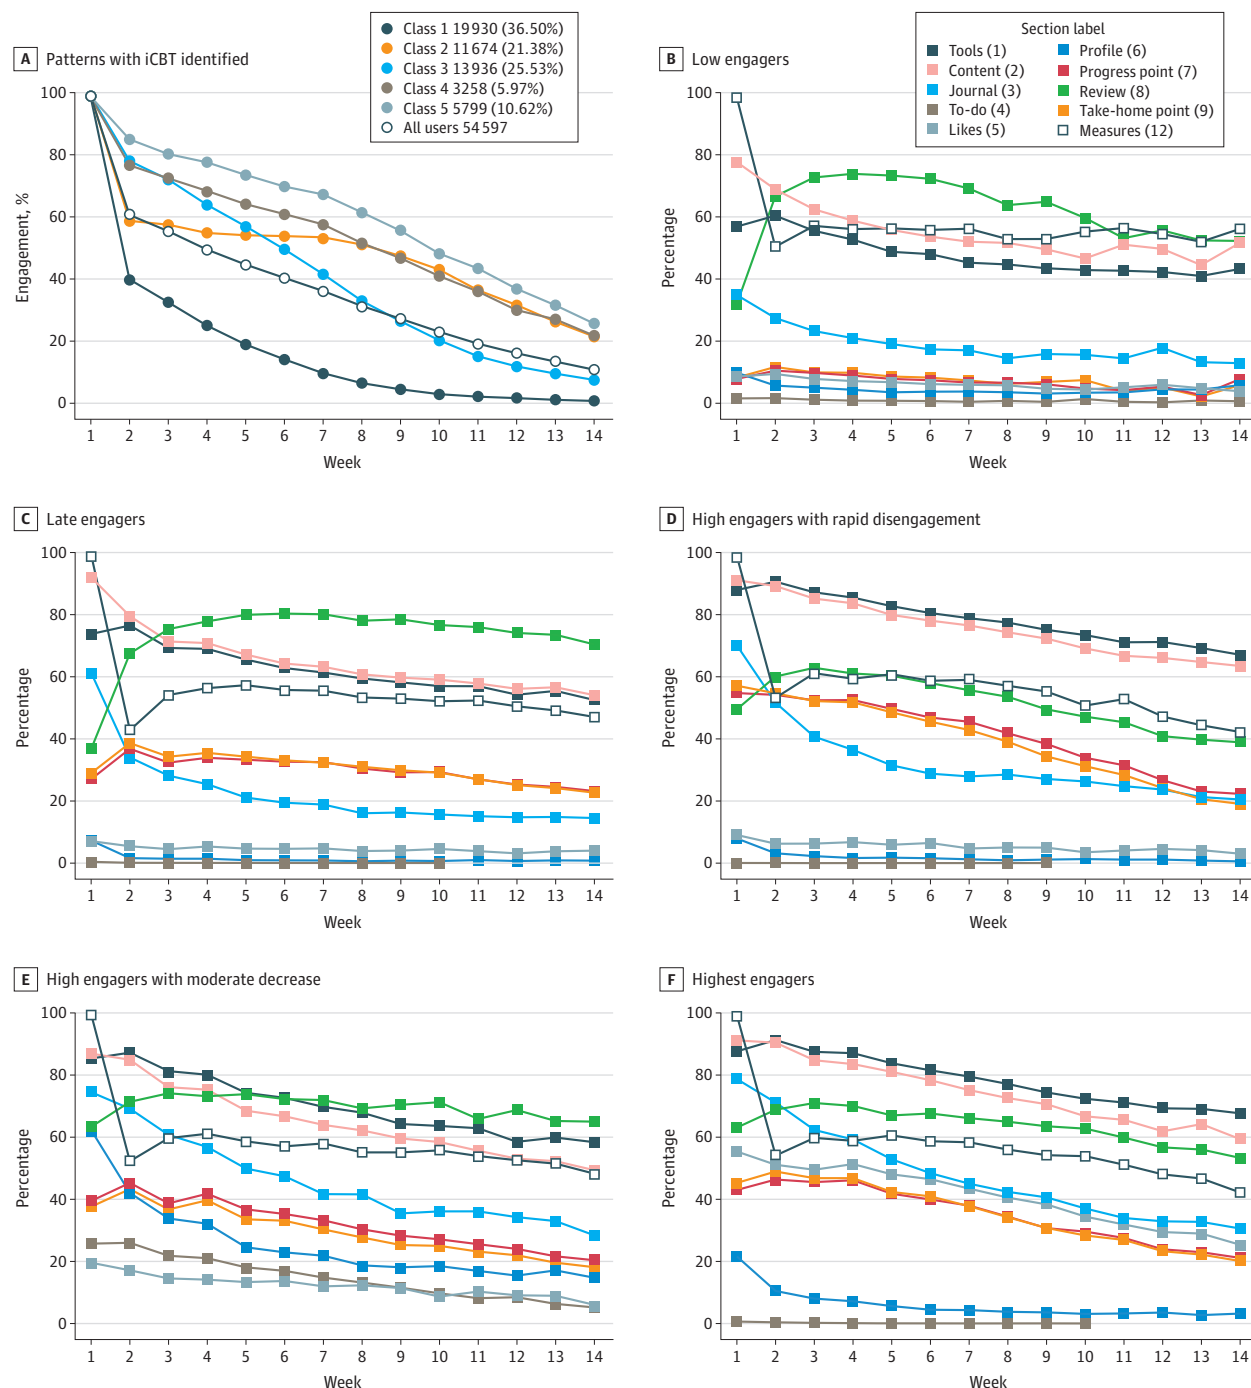 A Patterns with iCBT identified
Class 1 19930 (36.50%)
Class 2 11674 (21.38%)
Class 3 13936 (25.53%)
Class 4 3258 (5.97%)
Class 5 5799 (10.62%)
All users 54597
Engagement, %
100
80
60
40
20
0
1 2 3 4 5 6 7 8 9 10 11 12 13 14
Week
B Low engagers
Section label
Tools (1)
Content (2)
Journal (3)
To-do (4)
Likes (5)
Profile (6)
Progress point (7)
Review (8)
Take-home point (9)
Measures (12)
Percentage
100
80
60
40
20
0
1 2 3 4 5 6 7 8 9 10 11 12 13 14
Week
C Late engagers
Percentage
100
80
60
40
20
0
1 2 3 4 5 6 7 8 9 10 11 12 13 14
Week
D High engagers with rapid disengagement
Percentage
100
80
60
40
20
0
1 2 3 4 5 6 7 8 9 10 11 12 13 14
Week
E High engagers with moderate decrease
Percentage
100
80
60
40
20
0
1 2 3 4 5 6 7 8 9 10 11 12 13 14
Week
F Highest engagers
Percentage
100
80
60
40
20
0
1 2 3 4 5 6 7 8 9 10 11 12 13 14
Week